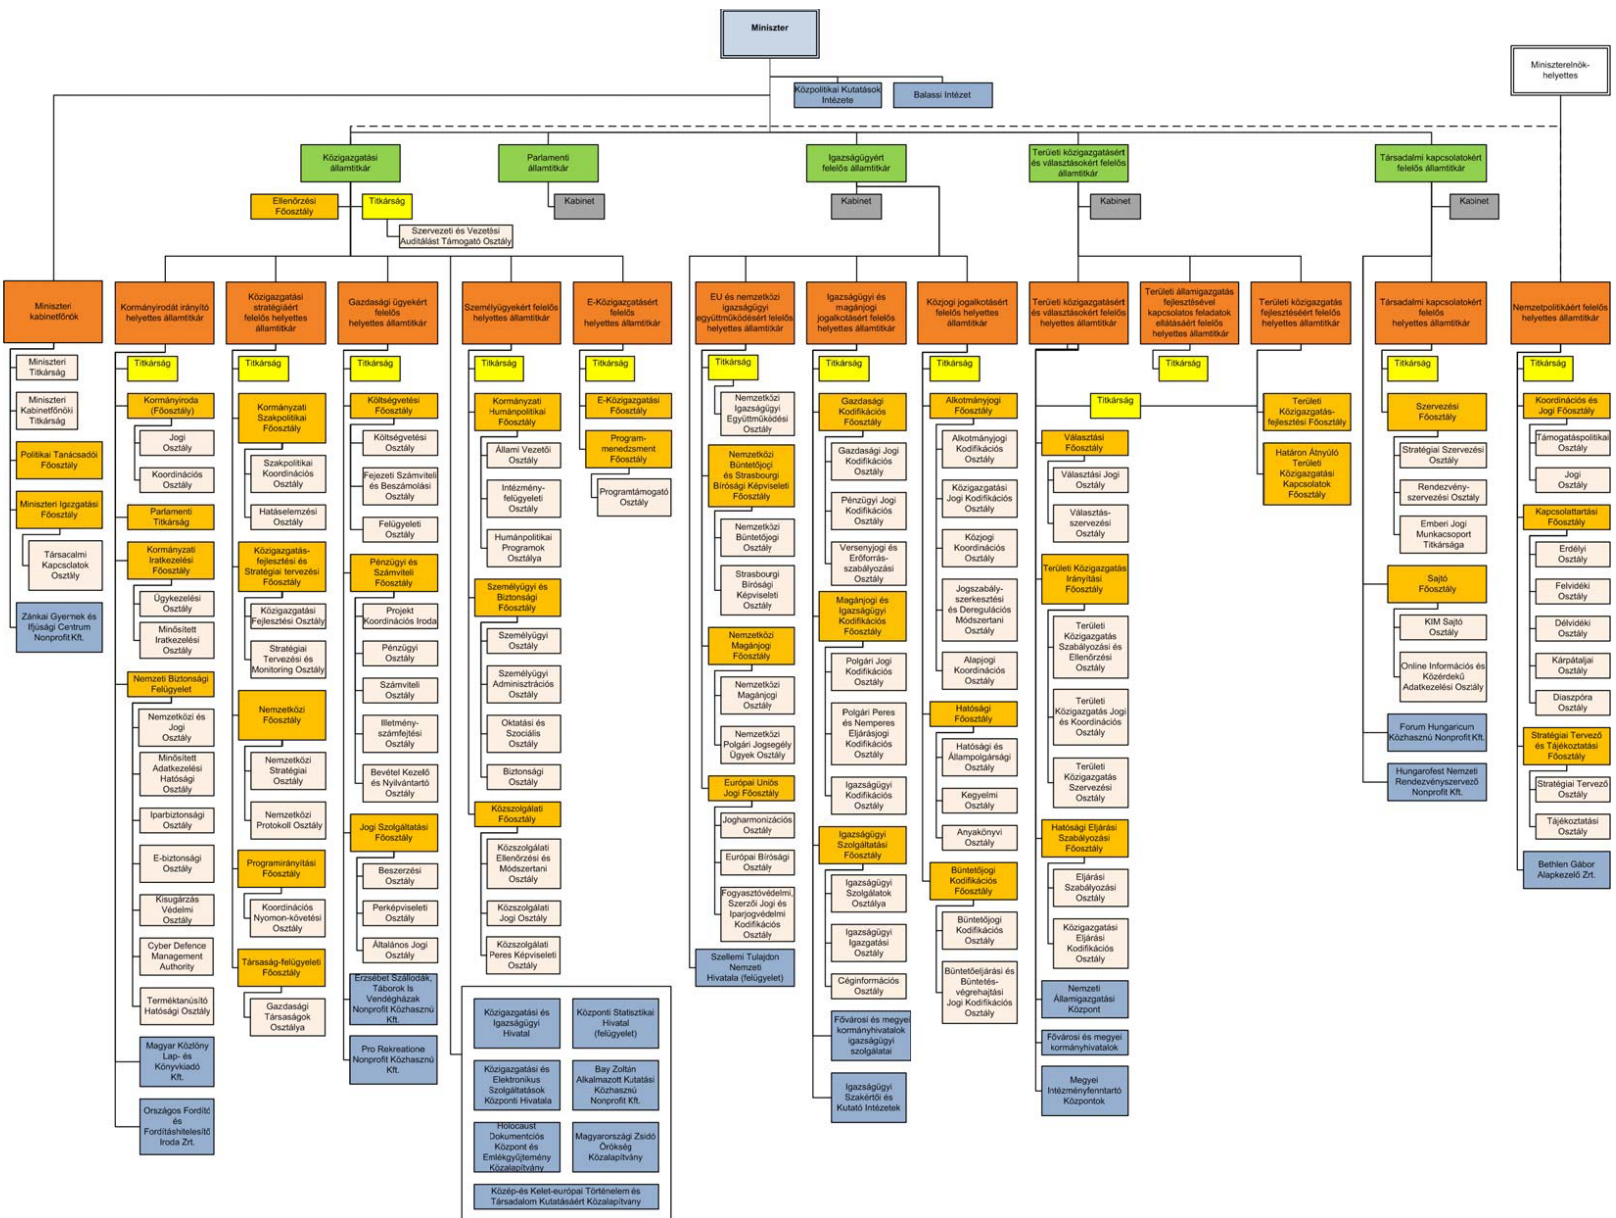 Miniszter
Miniszterelnök-
helyettes
Közpolitikai Kutatások
Intézete
Balassi Intézet
Közigazgatási
államtitkár
Parlamenti
államtitkár
Igazságügyért
felelős államtitkár
Területi közigazgatásért
és választásokért felelős
államtitkár
Társadalmi kapcsolatokért
felelős államtitkár
Ellenőrzési
Főosztály
Titkárság
Kabinet
Kabinet
Kabinet
Kabinet
Szervezeti és Vezetési
Auditálást Támogató Osztály
Miniszteri
kabinetfőnök
Miniszteri
Titkárság
Miniszteri
Kabinetfőnöki
Titkárság
Politikai Tanácsadói
Főosztály
Miniszteri Igazgatási
Főosztály
Társacalmi
Kapcsolatok
Osztály
Zánkai Gyermek és
Ifjúsági Centrum
Nonprofit Kft.
Kormányirodát irányító
helyettes államtitkár
Titkárság
Kormányiroda
(Főosztály)
Jogi
Osztály
Koordinációs
Osztály
Parlamenti
Titkárság
Kormányzati
Iratkezelési
Főosztály
Ügykezelési
Osztály
Minősített
Iratkezelési
Osztály
Nemzeti Biztonsági
Felügyelet
Nemzetközi és
Jogi
Osztály
Minősített
Adatkezelési
Hatósági
Osztály
Iparbiztonsági
Osztály
E-biztonsági
Osztály
Kisugárzás
Védelmi
Osztály
Cyber Defence
Management
Authority
Terméktanúsító
Hatósági Osztály
Magyar Közlöny
Lap- és
Könyvkiadó
Kft.
Országos Fordító
és
Fordításhitelesítő
Iroda Zrt.
Közigazgatási
stratégiáért
felelős helyettes
államtitkár
Titkárság
Kormányzati
Szakpolitikai
Főosztály
Szakpolitikai
Koordinációs
Osztály
Hatáselemzési
Osztály
Közigazgatás-
fejlesztési és
Stratégiai tervezési
Főosztály
Közigazgatási
Fejlesztési Osztály
Stratégiai
Tervezési és
Monitoring Osztály
Nemzetközi
Főosztály
Nemzetközi
Stratégiai
Osztály
Nemzetközi
Protokoll Osztály
Programirányítási
Főosztály
Koordinációs
Nyomon-követési
Osztály
Társaság-felügyeleti
Főosztály
Gazdasági
Társaságok
Osztálya
Gazdasági ügyekért
felelős
helyettes államtitkár
Titkárság
Költségvetési
Főosztály
Költségvetési
Osztály
Fejezeti Számviteli
és Beszámolási
Osztály
Felügyeleti
Osztály
Pénzügyi és
Számviteli
Főosztály
Projekt
Koordinációs Iroda
Pénzügyi
Osztály
Számviteli
Osztály
Illetmény-
számfejtési
Osztály
Bevétel Kezelő
és Nyilvántartó
Osztály
Jogi Szolgáltatási
Főosztály
Beszerzési
Osztály
Perképviseleti
Osztály
Általános Jogi
Osztály
Erzsébet Szállodák,
Táborok Is
Vendégházak
Nonprofit Közhasznú
Kft.
Pro Rekreatione
Nonprofit Közhasznú
Kft.
Személyügyekért felelős
helyettes államtitkár
Titkárság
Kormányzati
Humánpolitikai
Főosztály
Állami Vezetői
Osztály
Intézmény-
felügyeleti
Osztály
Humánpolitikai
Programok
Osztálya
Személyügyi és
Biztonsági
Főosztály
Személyügyi
Osztály
Személyügyi
Adminisztrációs
Osztály
Oktatási és
Szociális
Osztály
Biztonsági
Osztály
Közszolgálati
Főosztály
Közszolgálati
Ellenőrzési és
Módszertani
Osztály
Közszolgálati
Jogi Osztály
Közszolgálati
Peres Képviseleti
Osztály
Közigazgatási és
Igazságügyi
Hivatal
Központi Statisztikai
Hivatal
(felügyelet)
Közigazgatási és
Elektronikus
Szolgáltatások
Központi Hivatala
Bay Zoltán
Alkalmazott Kutatási
Közhasznú
Nonprofit Kft.
Holocaust
Dokumentciós
Központ és
Emlékgyűjtemény
Közalapítvány
Magyarországi Zsidó
Örökség
Közalapítvány
Közép-és Kelet-európai Történelem és
Társadalom Kutatásáért Közalapítvany
E-Közigazgatásért
felelős
helyettes államtitkár
Titkárság
E-Közigazgatási
Főosztály
Program-
menedzsment
Főosztály
Programtámogató
Osztály
EU és nemzetközi
Igazságügyi
együttműködésért felelős
helyettes államtitkár
Titkárság
Nemzetközi
Igazságügyi
Együttműködési
Osztály
Nemzetközi
Büntetőjogi
és Strasbourgi
Bírósági Képviseleti
Főosztály
Nemzetközi
Büntetőjogi
Osztály
Strasbourgi
Bírósági
Képviseleti
Osztály
Nemzetközi
Magánjogi
Főosztály
Nemzetközi
Magánjogi
Osztály
Nemzetközi
Polgári Jogsegély
Ügyek Osztály
Európai Uniós
Jogi Főosztály
Jogharmonizációs
Osztály
Európai Bírósági
Osztály
Fogyasztóvédelmi,
Szerzői Jogi és
Iparjogvédelmi
Kodifikációs
Osztály
Szellemi Tulajdon
Nemzeti
Hivatala (felügyelet)
Igazságügyi és
magánjogi
jogalkotásért felelős
helyettes államtitkár
Titkárság
Gazdasági
Kodifikációs
Főosztály
Gazdasági Jogi
Kodifikációs
Osztály
Pénzügyi Jogi
Kodifikációs
Osztály
Versenyjogi és
Erőforrás-
szabályozási
Osztály
Magánjogi és
Igazságügyi
Kodifikációs
Főosztály
Polgári Jogi
Kodifikációs
Osztály
Polgári Peres
és Nemperes
Eljárásjogi
Kodifikációs
Osztály
Igazságügyi
Kodifikációs
Osztály
Igazságügyi
Szolgáltatási
Főosztály
Igazságügyi
Szolgálatok
Osztálya
Igazságügyi
Igazgatási
Osztály
Céginformációs
Osztály
Fővárosi és megyei
kormányhivatalok
igazságügyi
szolgálatai
Igazságügyi
Szakértői és
Kutató Intézetek
Közjogi jogalkotásért
felelős helyettes
államtitkár
Titkárság
Alkotmányjogi
Főosztály
Alkotmányjogi
Kodifikációs
Osztály
Közigazgatási
Jogi Kodifikációs
Osztály
Közjogi
Koordinációs
Osztály
Jogszabály-
szerkesztési
és Deregulációs
Módszertani
Osztály
Alapjogi
Koordinációs
Osztály
Hatósági
Főosztály
Hatósági és
Állampolgársági
Osztály
Kegyelmi
Osztály
Anyakönyvi
Osztály
Büntetőjogi
Kodifikációs
Főosztály
Büntetőjogi
Kodifikációs
Osztály
Büntetőeljárási és
Büntetés-
végrehajtási
Jogi Kodifikációs
Osztály
Területi közigazgatásért
és választásokért felelős
helyettes államtitkár
Titkárság
Választási
Főosztály
Választási Jogi
Osztály
Választás-
szervezési
Osztály
Területi Közigazgatás
Irányítási
Főosztály
Területi
Közigazgatás
Szabályozási és
Ellenőrzési
Osztály
Területi
Közigazgatás Jogi
és Koordinációs
Osztály
Területi
Közigazgatás
Szervezési
Osztály
Hatósági Eljárási
Szabályozási
Főosztály
Eljárási
Szabályozási
Osztály
Közigazgatási
Eljárási
Kodifikációs
Osztály
Nemzeti
Államigazgatási
Központ
Fővárosi és megyei
kormányhivatalok
Megyei
Intézményfenntartó
Központok
Területi államigazgatás
fejlesztésével
kapcsolatos feladatok
ellátásáért felelős
helyettes államtitkár
Titkárság
Területi közigazgatás
fejlesztéséért felelős
helyettes államtitkár
Területi
Közigazgatás-
fejlesztési Főosztály
Határon Átnyúló
Területi
Közigazgatási
Kapcsolatok
Főosztály
Társadalmi kapcsolatokért
felelős
helyettes államtitkár
Titkárság
Szervezési
Főosztály
Stratégiai Szervezési
Osztály
Rendezvény-
szervezési Osztály
Emberi Jogi
Munkacsoport
Titkársága
Sajtó
Főosztály
KIM Sajtó
Osztály
Online Információs és
Közérdekű
Adatkezelési Osztály
Forum Hungaricum
Közhasznú Nonprofit Kft.
Hungarofest Nemzeti
Rendezvényszervező
Nonprofit Kft.
Nemzetpolitikáért felelős
helyettes államtitkár
Titkárság
Koordinációs és
Jogi Főosztály
Támogatáspolitikai
Osztály
Jogi
Osztály
Kapcsolattartási
Főosztály
Erdélyi
Osztály
Felvidéki
Osztály
Délvidéki
Osztály
Kárpátaljai
Osztály
Diaszpóra
Osztály
Stratégiai Tervező
és Tájékoztatási
Főosztály
Stratégiai Tervező
Osztály
Tájékoztatási
Osztály
Bethlen Gábor
Alapkezelő Zrt.